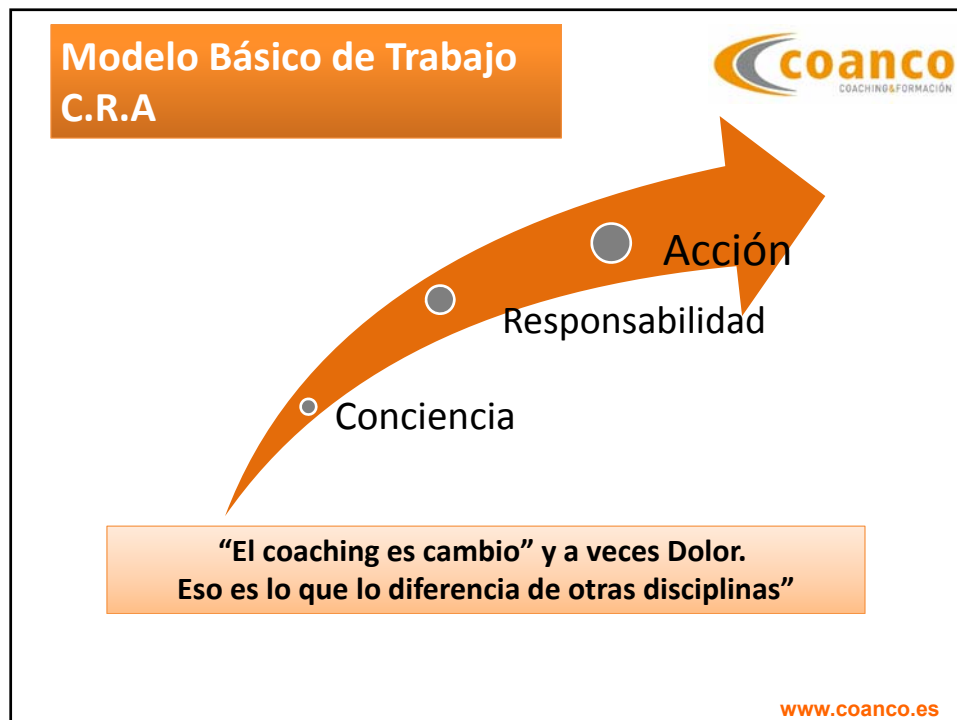 Modelo Básico de Trabajo
C.R.A
coanco
COACHING&FORMACIÓN
Acción
Responsabilidad
Conciencia
“El coaching es cambio” y a veces Dolor.
Eso es lo que lo diferencia de otras disciplinas”
www.coanco.es